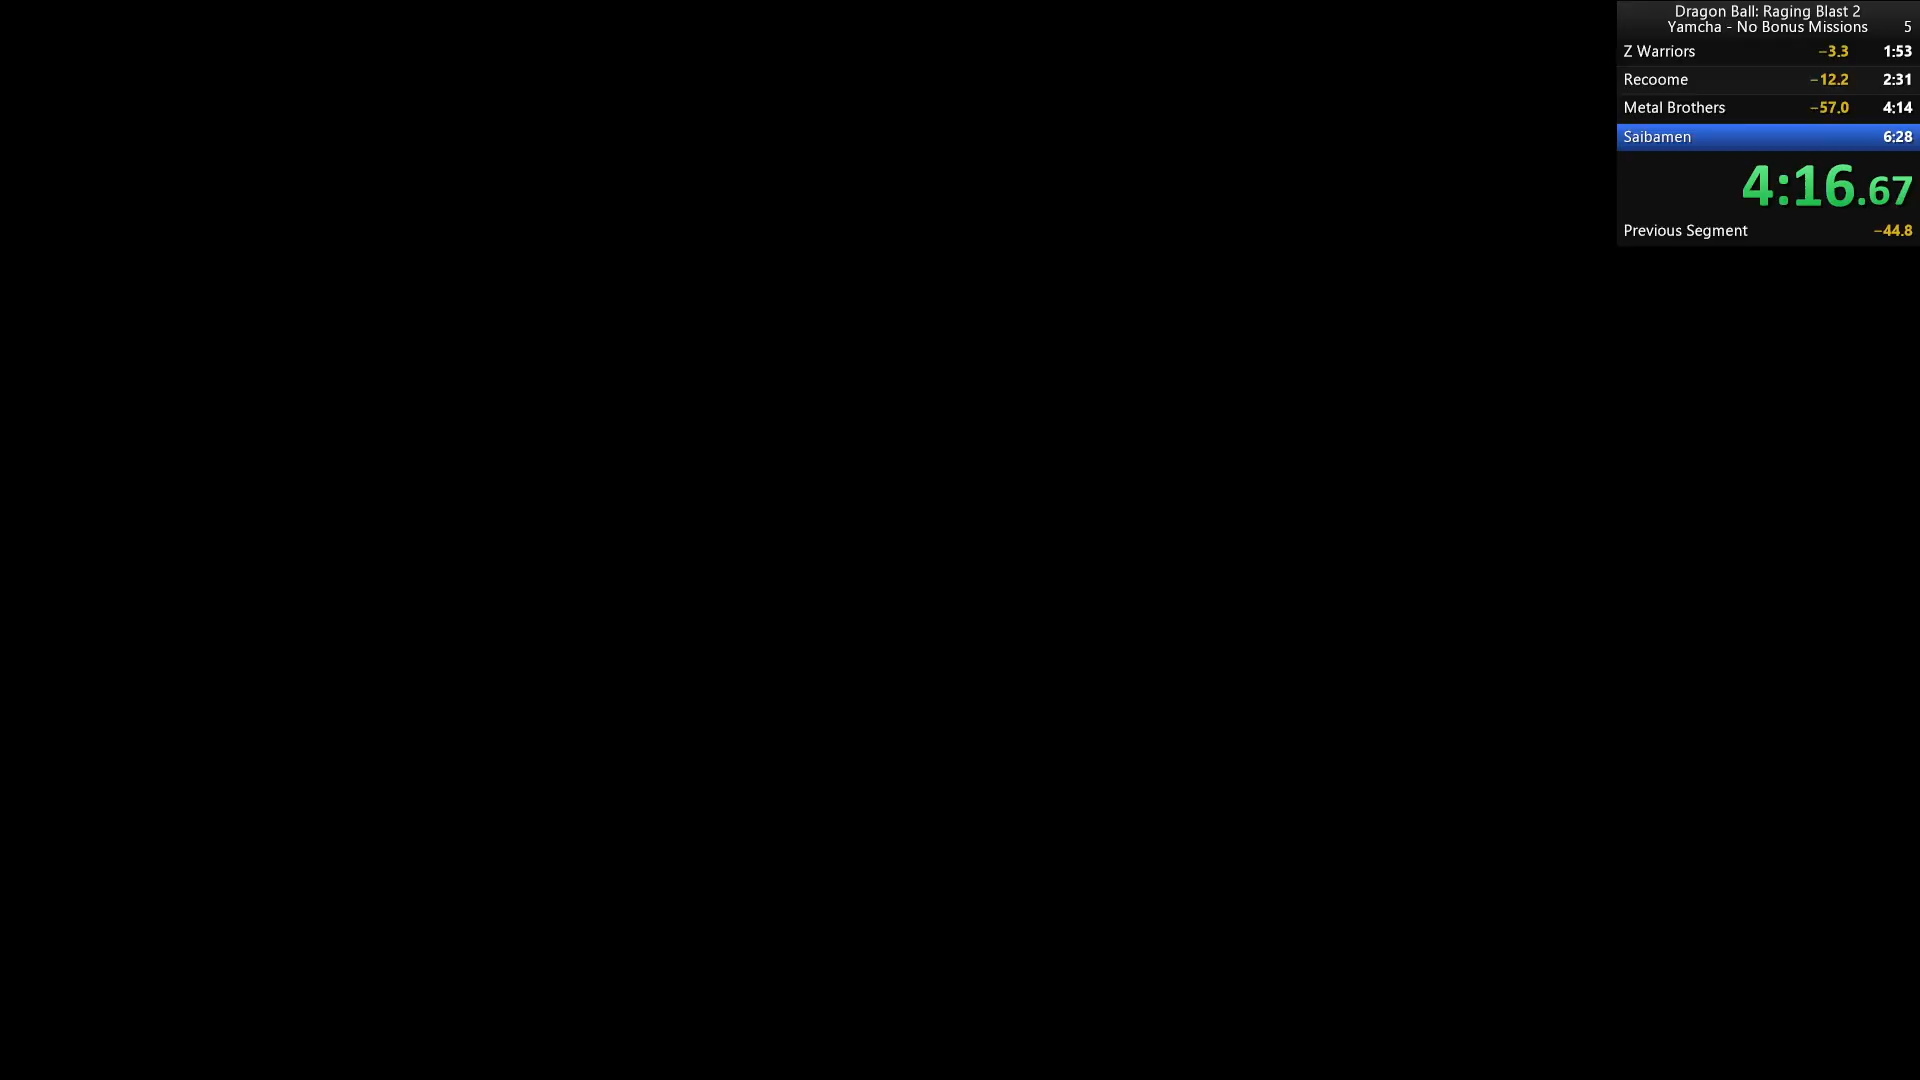 Dragon Ball: Raging Blast 2
Yamcha - No Bonus Missions 5
Z Warriors −3.3 1:53
Recoome −12.2 2:31
Metal Brothers −57.0 4:14
Saibamen 6:28
4:16.67
Previous Segment −44.8